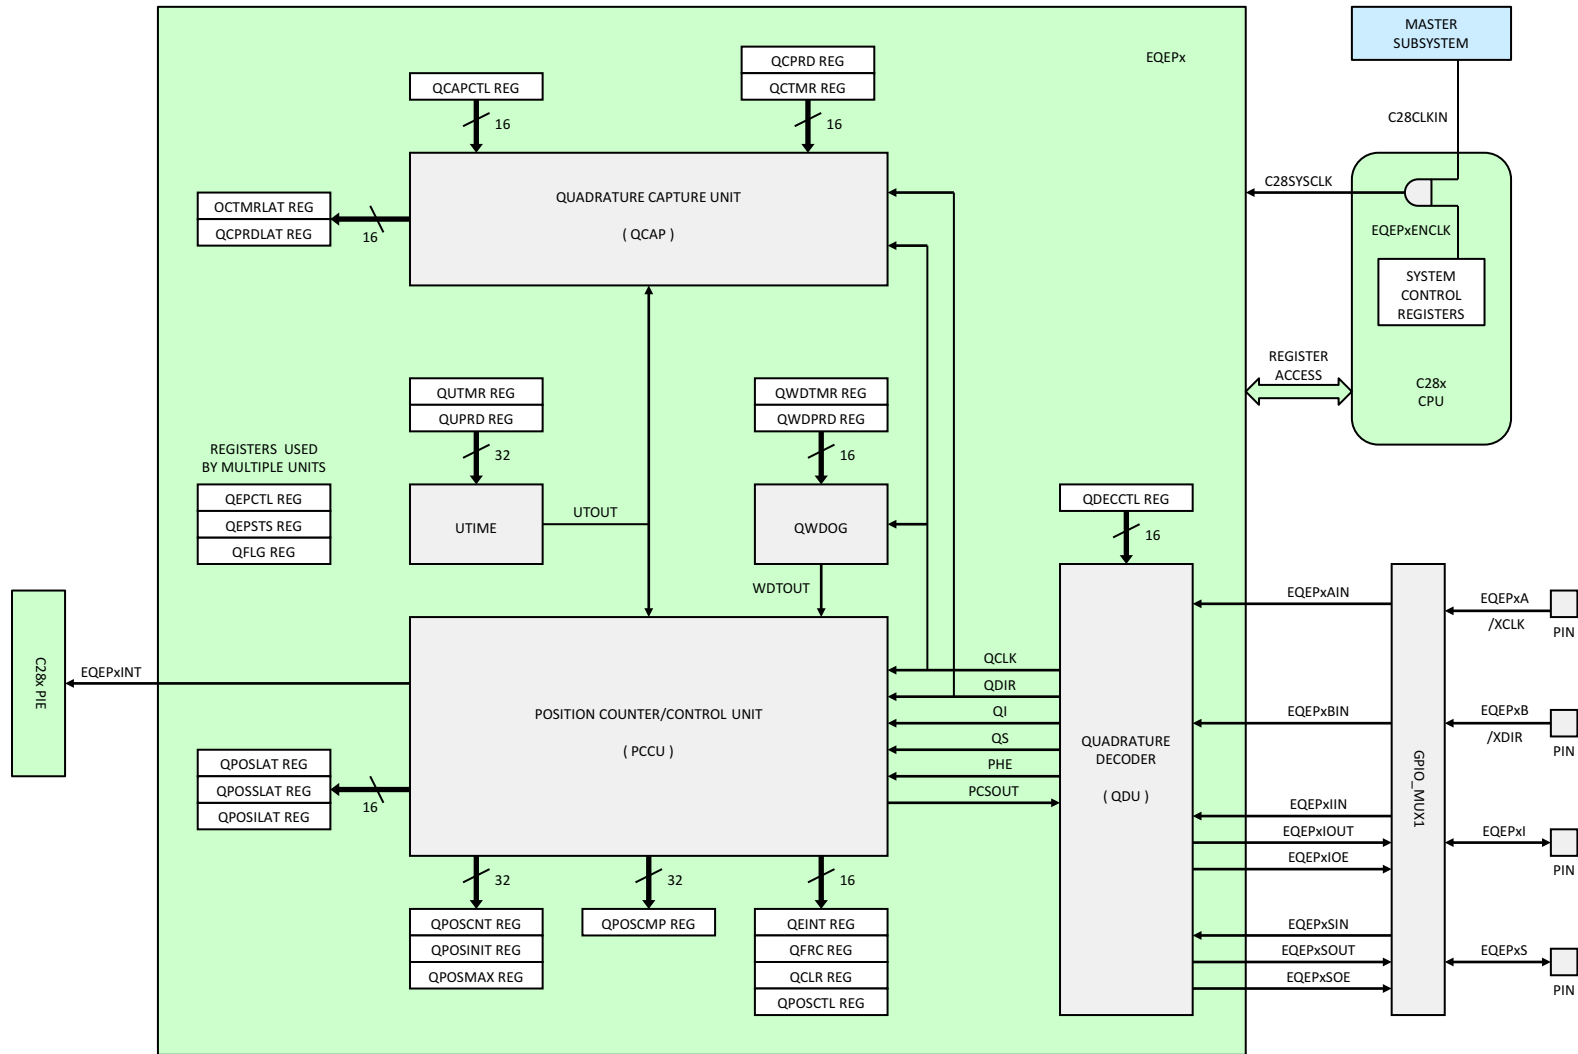 MASTER
SUBSYSTEM
EQEPx
QCPRD REG
QCAPCTL REG
QCTMR REG
C28CLKIN
16
16
C28SYSCLK
QUADRATURE CAPTURE UNIT
( QCAP )
OCTMRLAT REG
QCPRDLAT REG
16
EQEPxENCLK
SYSTEM
CONTROL
REGISTERS
REGISTER
ACCESS
C28x
CPU
QUTMR REG
QUPRD REG
32
QWDTMR REG
QWDPRD REG
16
REGISTERS USED
BY MULTIPLE UNITS
QEPCTL REG
QEPSTS REG
QFLG REG
UTIME
UTOUT
QWDOG
WDTOUT
QDECCTL REG
16
EQEPxAIN
EQEPxA
/XCLK
PIN
C28x PIE
EQEPxINT
POSITION COUNTER/CONTROL UNIT
( PCCU )
QCLK
QDIR
QI
QS
PHE
PCSOUT
QUADRATURE
DECODER
( QDU )
EQEPxBIN
EQEPxB
/XDIR
PIN
GPIO_MUX1
QPOSLAT REG
QPOSSLAT REG
QPOSILAT REG
16
EQEPxIIN
EQEPxIOUT
EQEPxIOE
EQEPxI
PIN
32
32
16
QPOSCNT REG
QPOSINIT REG
QPOSMAX REG
QPOSCMP REG
QEINT REG
QFRC REG
QCLR REG
QPOSCTL REG
EQEPxSIN
EQEPxSOUT
EQEPxSOE
EQEPxS
PIN